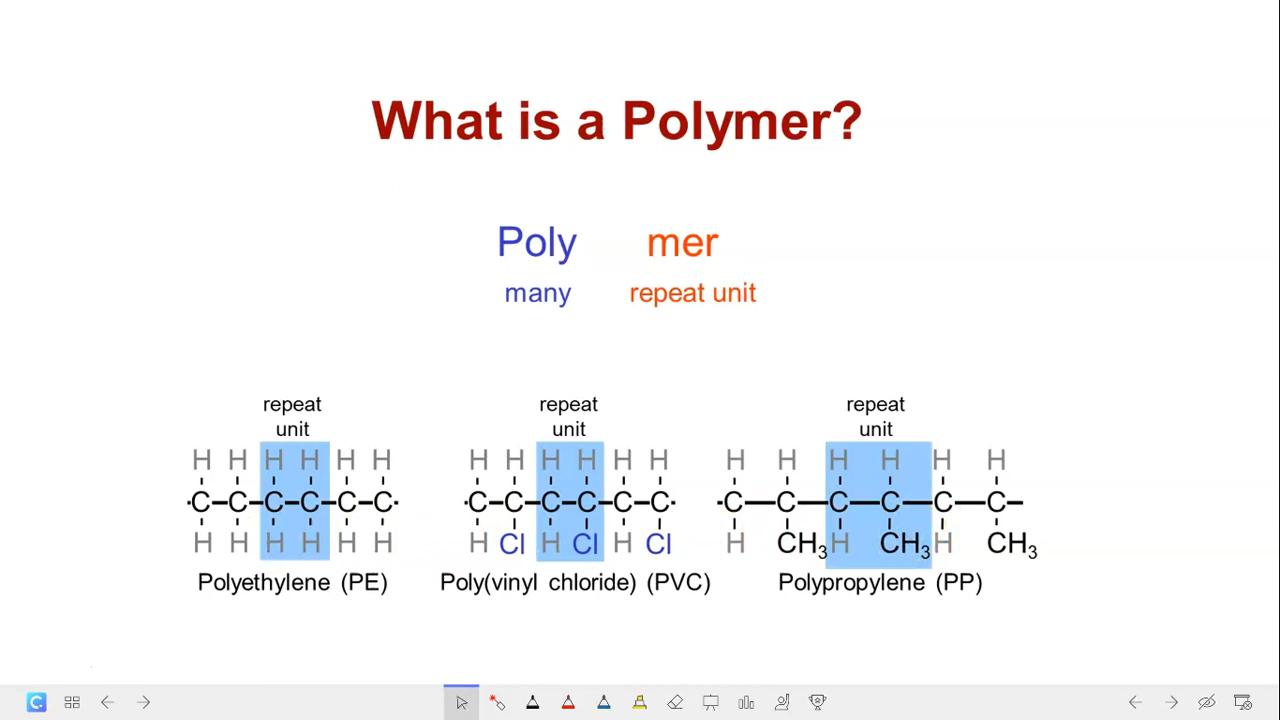 What is a Polymer?
Poly mer
many repeat unit
repeat repeat repeat
unit unit unit
H H H H H H H H H H H H H H H H H H
C C C C C C C C C C C C C C C C C C
H H H H H H H Cl H Cl H Cl H CH3 H CH3 H CH3
Polyethylene (PE) Poly(vinyl chloride) (PVC) Polypropylene (PP)
C